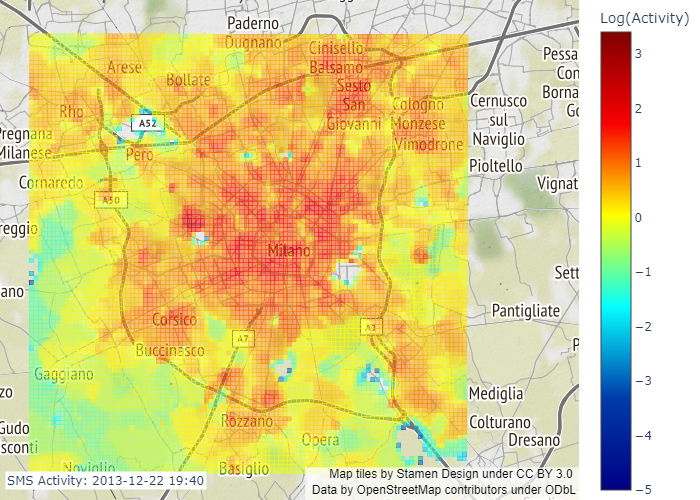 Log(Activity)
3
2
1
0
−1
−2
−3
−4
−5
Paderno
Dugnano
Cinisello
Balsamo
Arese
Bollate
Sesto
San
Giovanni
Rho
A52
Cologno
Monzese
Vimodrone
Pessa
Con
Borna
Go
Cernusco
sul
Naviglio
Pregnana
Milanese
Pero
Pioltello
Cornaredo
Vignat
A50
reggio
Milano
Sett
ano
Pantigliate
Corsico
A7
A1
Buccinasco
P
Gaggiano
zo
Mediglia
Rozzano
Colturano
Gudo
sconti
Opera
Dresano
Noviglio
Basiglio
SMS Activity: 2013-12-22 19:40
Map tiles by Stamen Design under CC BY 3.0
Data by OpenStreetMap contributors under ODbL